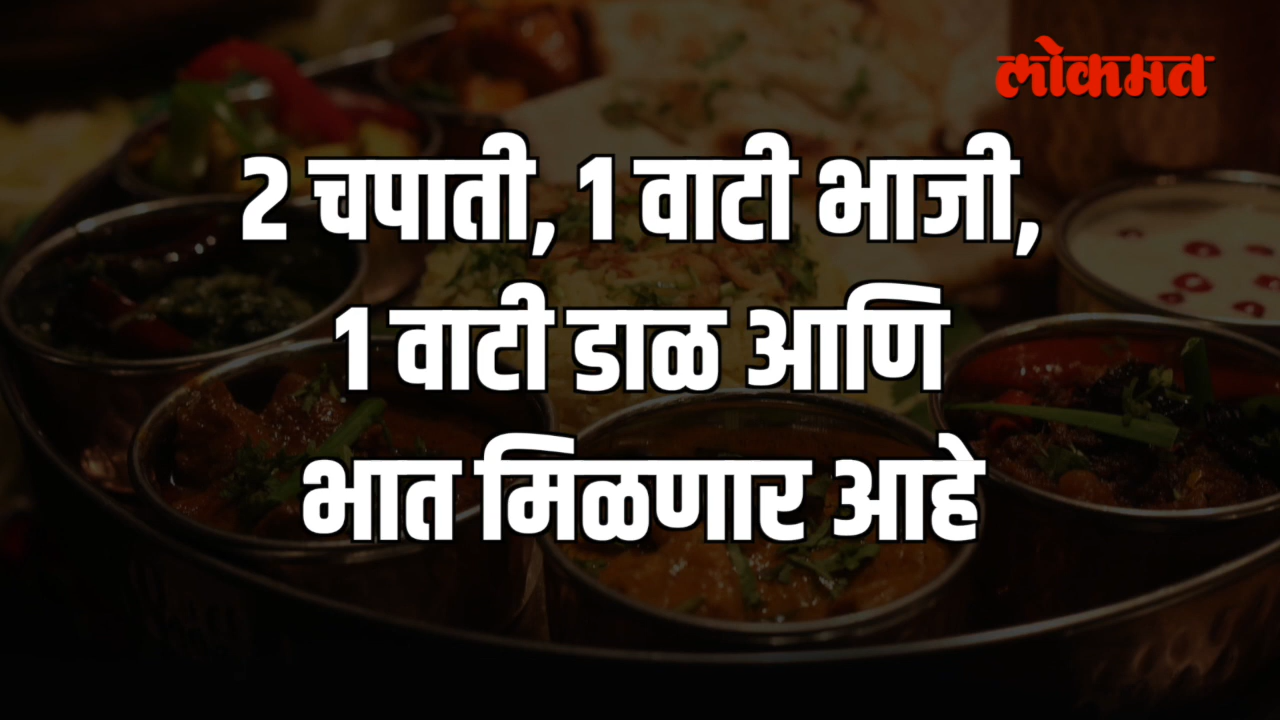 लोकमत
2 चपाती, 1 वाटी भाजी,
1 वाटी डाळ आणि
भात मिळणार आहे